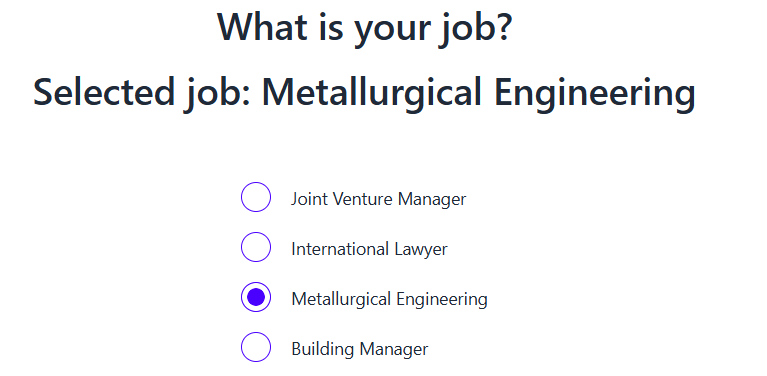 What is your job?
Selected job: Metallurgical Engineering
Joint Venture Manager
International Lawyer
Metallurgical Engineering
Building Manager